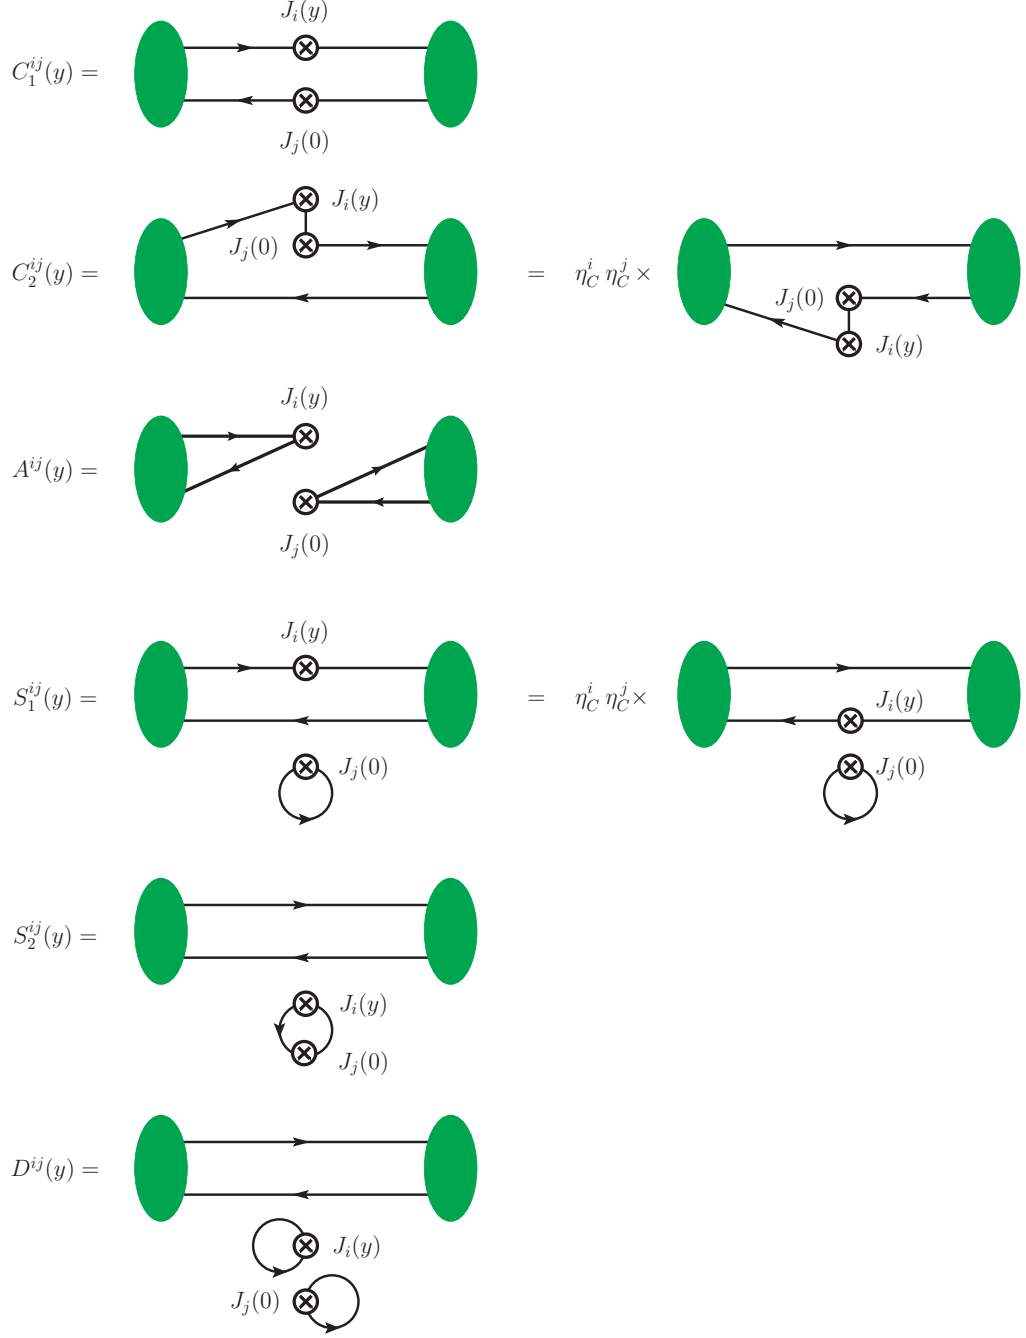 J_i(y)
C_1^{ij}(y) =
J_j(0)
J_i(y)
J_j(0)
C_2^{ij}(y) =
= η_C^i η_C^j ×
J_j(0)
J_i(y)
J_i(y)
A^{ij}(y) =
J_j(0)
J_i(y)
S_1^{ij}(y) =
= η_C^i η_C^j ×
J_i(y)
J_j(0)
J_j(0)
S_2^{ij}(y) =
J_i(y)
J_j(0)
D^{ij}(y) =
J_i(y)
J_j(0)